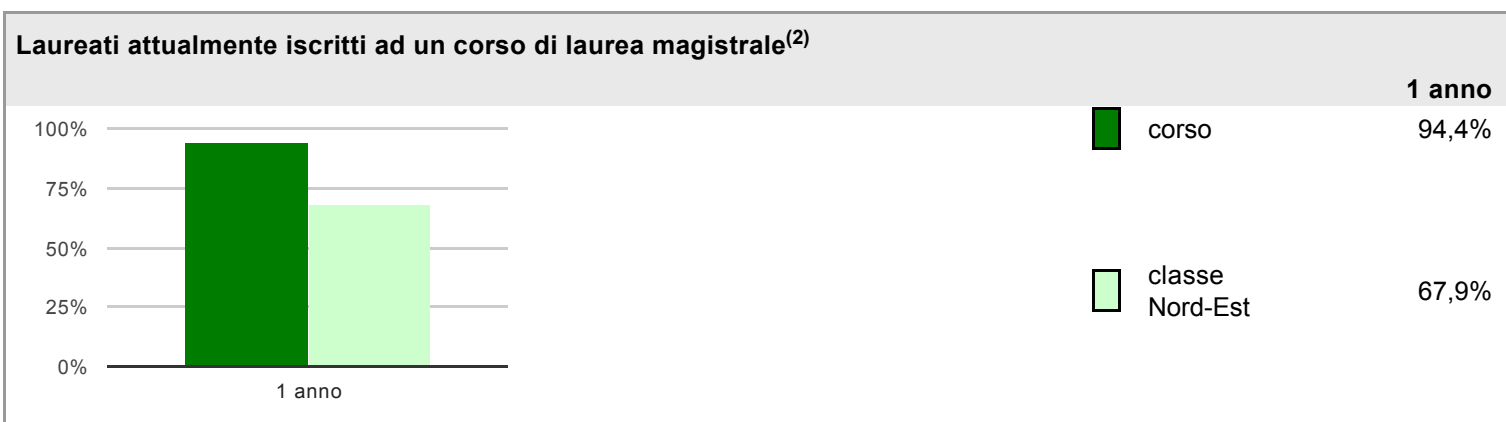 Laureati attualmente iscritti ad un corso di laurea magistrale(2)
1 anno
100%
75%
50%
25%
0%
1 anno
corso 94,4%
classe
Nord-Est 67,9%